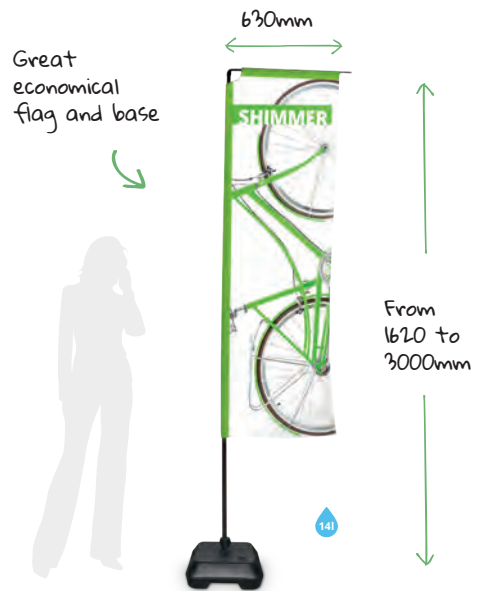 630mm
Great
economical
flag and base
SHIMMER
From
1620 to
3000mm
14l